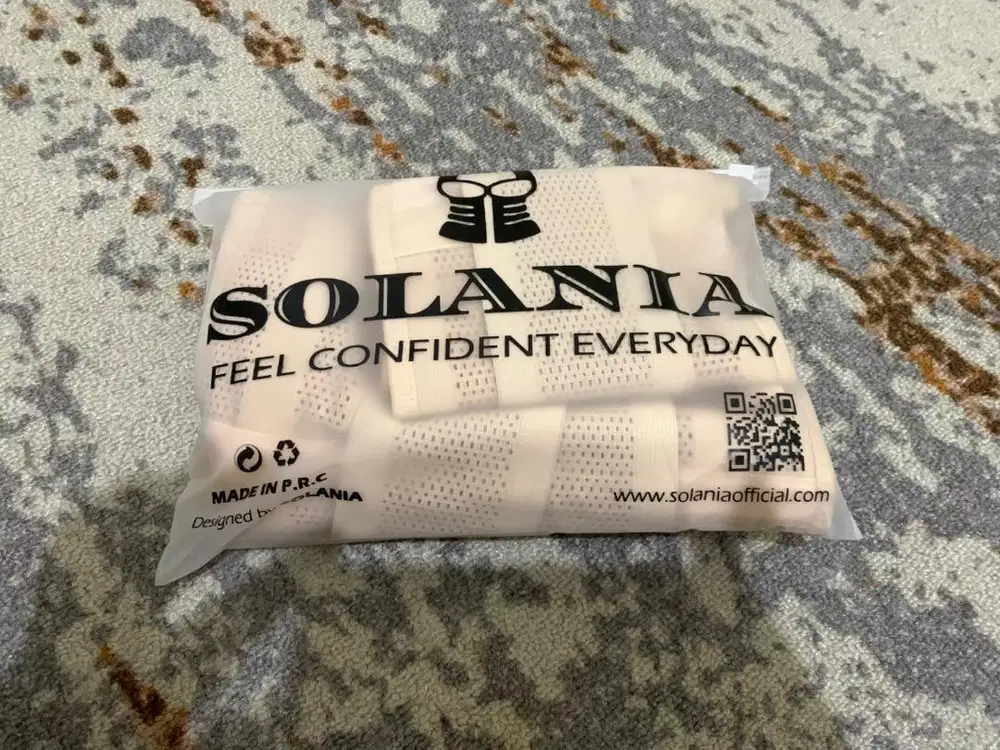 SOLANIA
FEEL CONFIDENT EVERYDAY
MADE IN P.R.C
Designed by SOLANIA
www.solaniaofficial.com